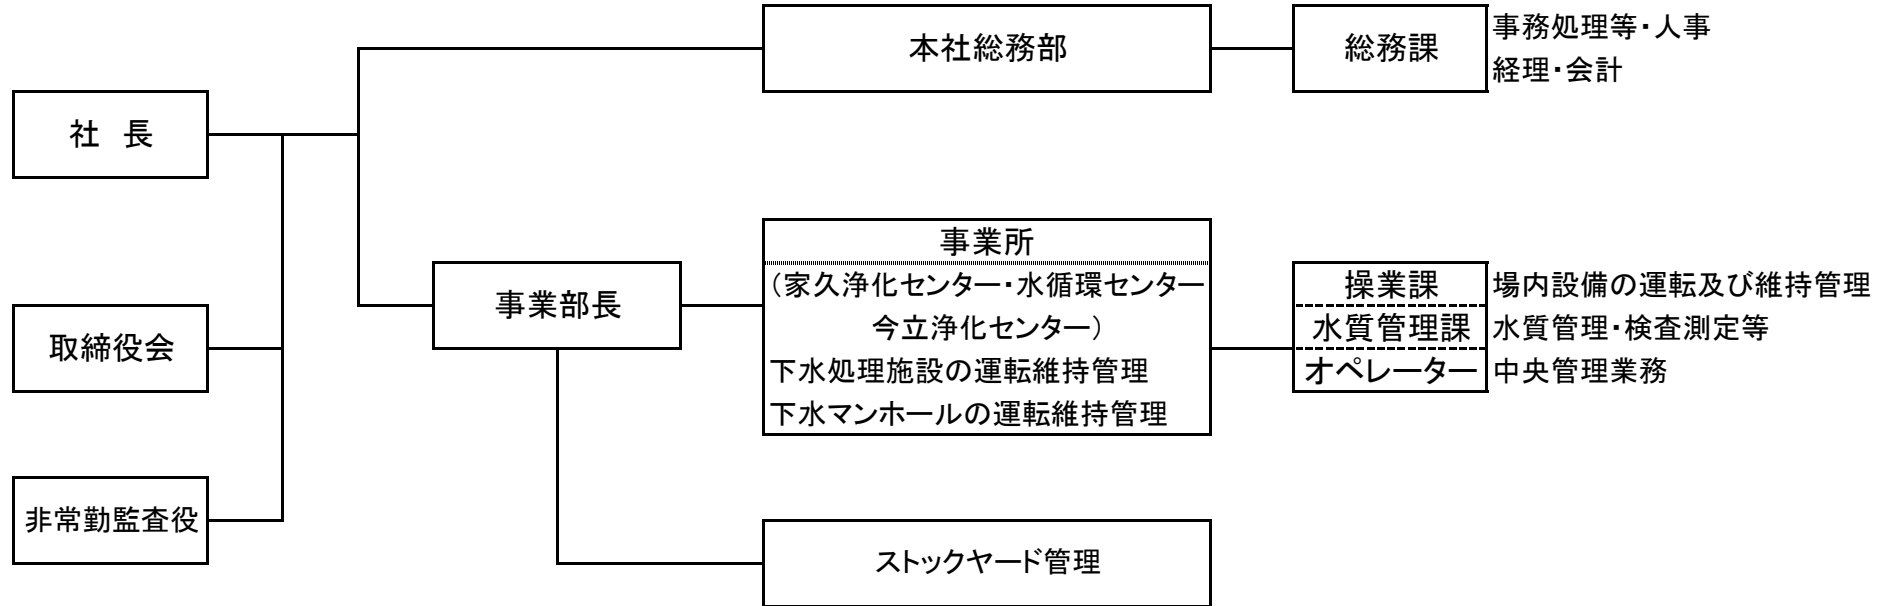 本社総務部
総務課
事務処理等・人事
経理・会計
社 長
取締役会
非常勤監査役
事業部長
事業所
(家久浄化センター・水循環センター
今立浄化センター)
下水処理施設の運転維持管理
下水マンホールの運転維持管理
操業課
場内設備の運転及び維持管理
水質管理課
水質管理・検査測定等
オペレーター
中央管理業務
ストックヤード管理